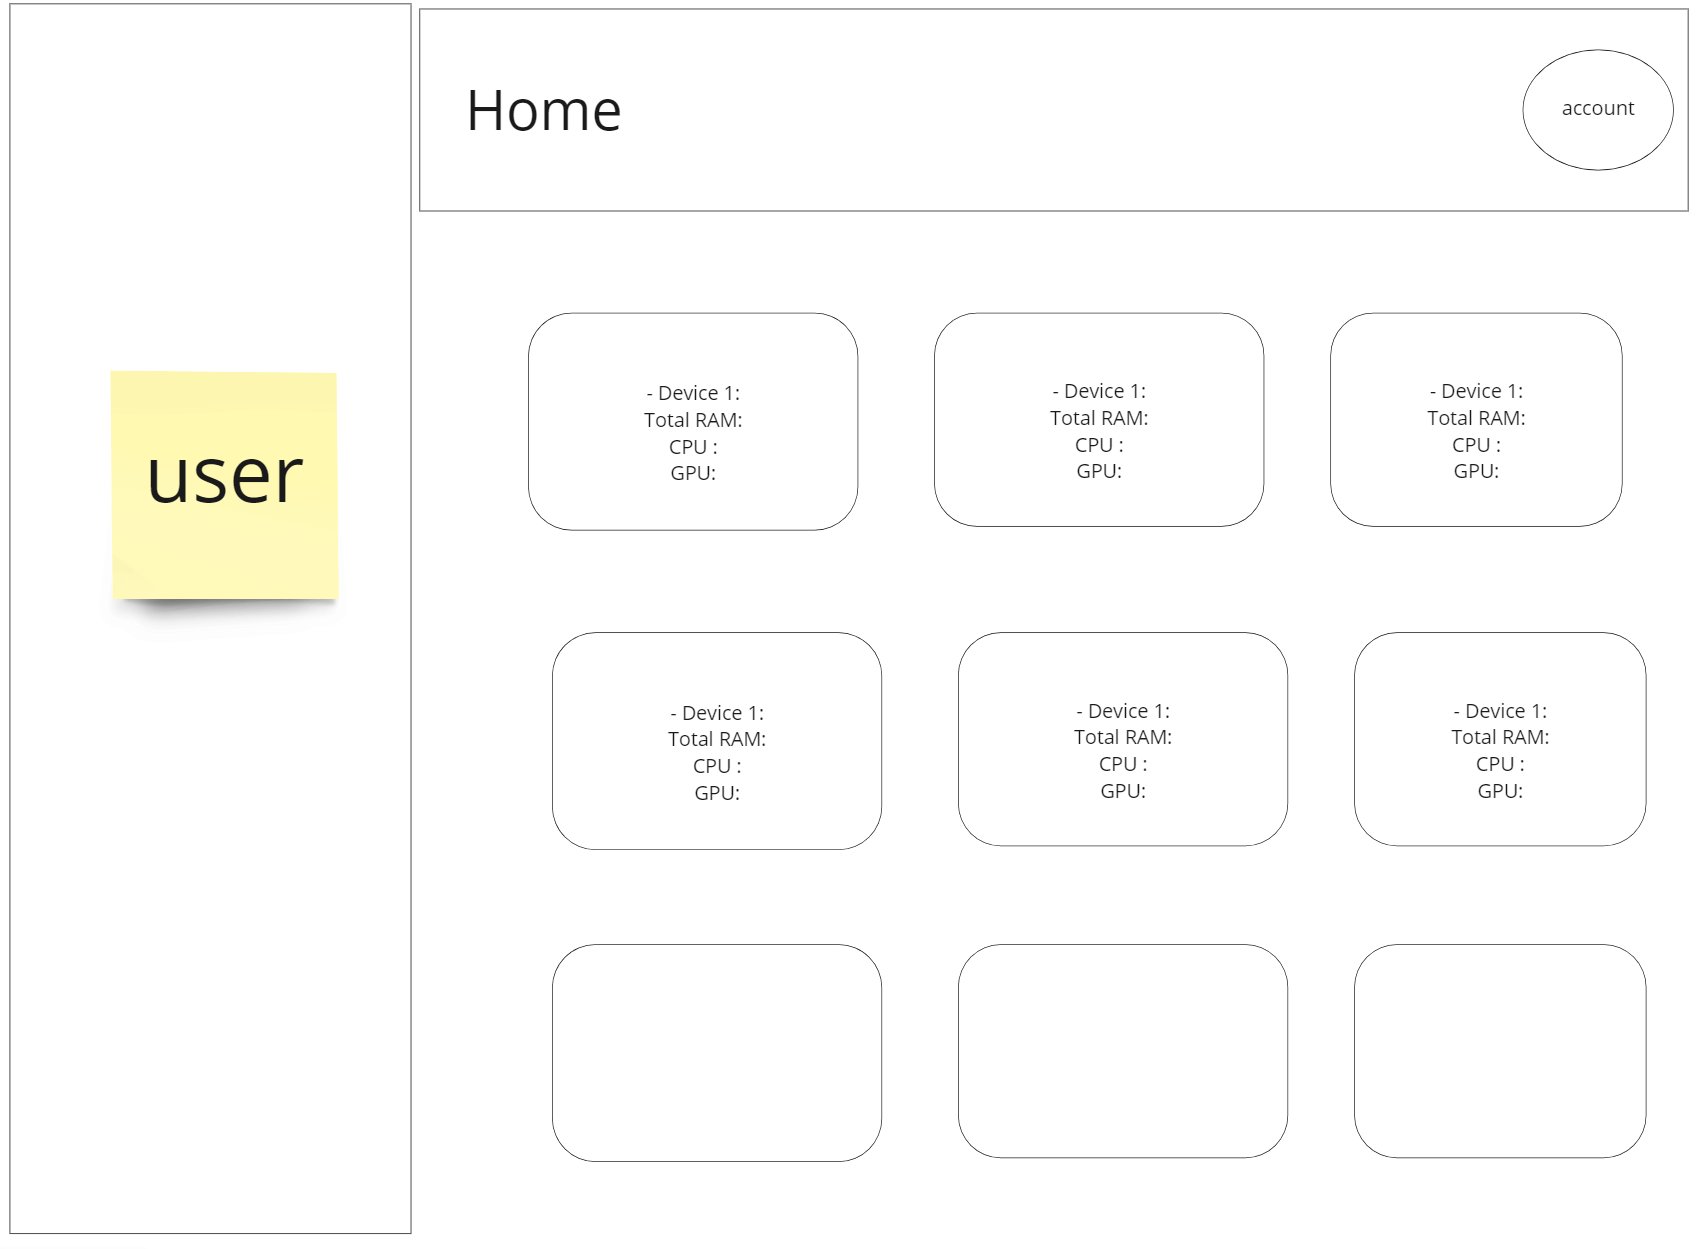 Home
account
user
- Device 1:
Total RAM:
CPU :
GPU:
- Device 1:
Total RAM:
CPU :
GPU:
- Device 1:
Total RAM:
CPU :
GPU:
- Device 1:
Total RAM:
CPU :
GPU:
- Device 1:
Total RAM:
CPU :
GPU:
- Device 1:
Total RAM:
CPU :
GPU: